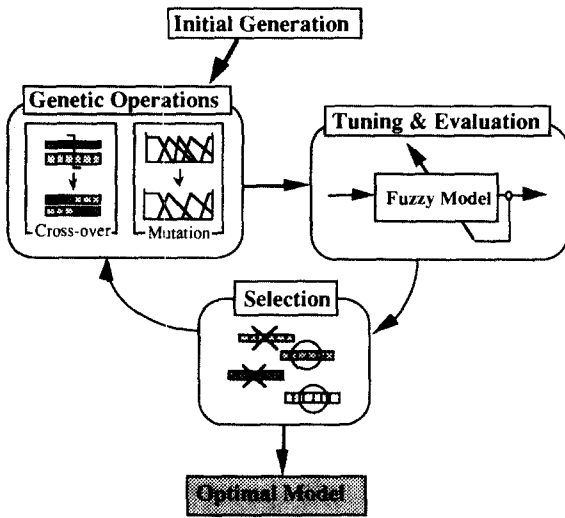 Initial Generation
Genetic Operations
Cross-over
Mutation
Tuning & Evaluation
Fuzzy Model
Selection
Optimal Model